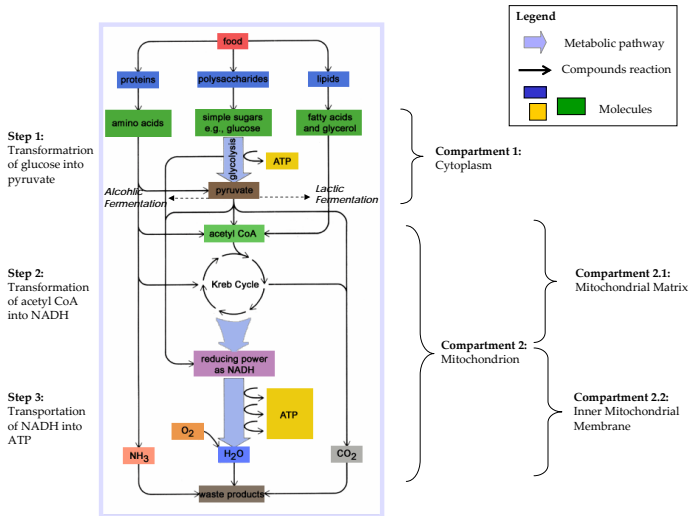 Legend
Metabolic pathway
Compounds reaction
Molecules
food
proteins
polysaccharides
lipids
amino acids
simple sugars
e.g., glucose
fatty acids
and glycerol
Step 1:
Transformatrion
of glucose into
pyruvate
glycolysis
ATP
Compartment 1:
Cytoplasm
Alcohlic
Fermentation
pyruvate
Lactic
Fermentation
acetyl CoA
Step 2:
Transformation
of acetyl CoA
into NADH
Kreb Cycle
Compartment 2.1:
Mitochondrial Matrix
Compartment 2:
Mitochondrion
reducing power
as NADH
Step 3:
Transportation
of NADH into
ATP
ATP
Compartment 2.2:
Inner Mitochondrial
Membrane
O2
NH3
H2O
CO2
waste products